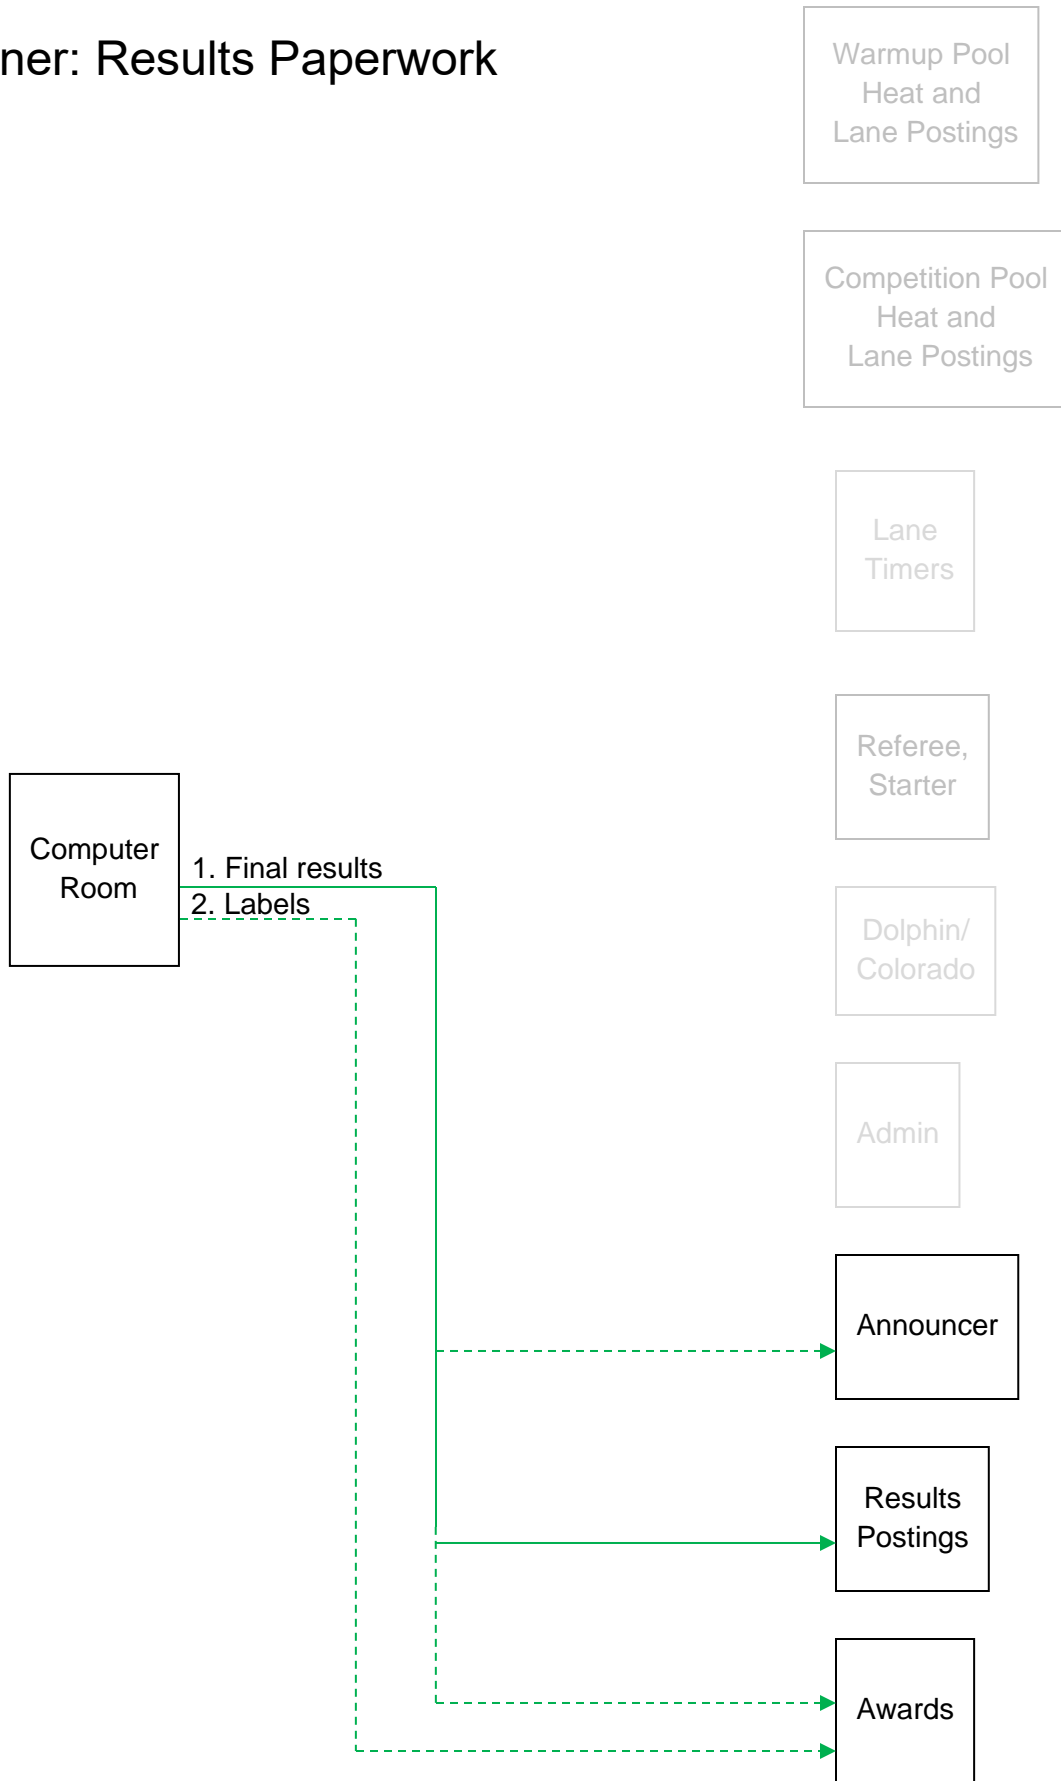 ner: Results Paperwork
Warmup Pool
Heat and
Lane Postings
Competition Pool
Heat and
Lane Postings
Lane
Timers
Referee,
Starter
Computer
Room
1. Final results
2. Labels
Dolphin/
Colorado
Admin
Announcer
Results
Postings
Awards